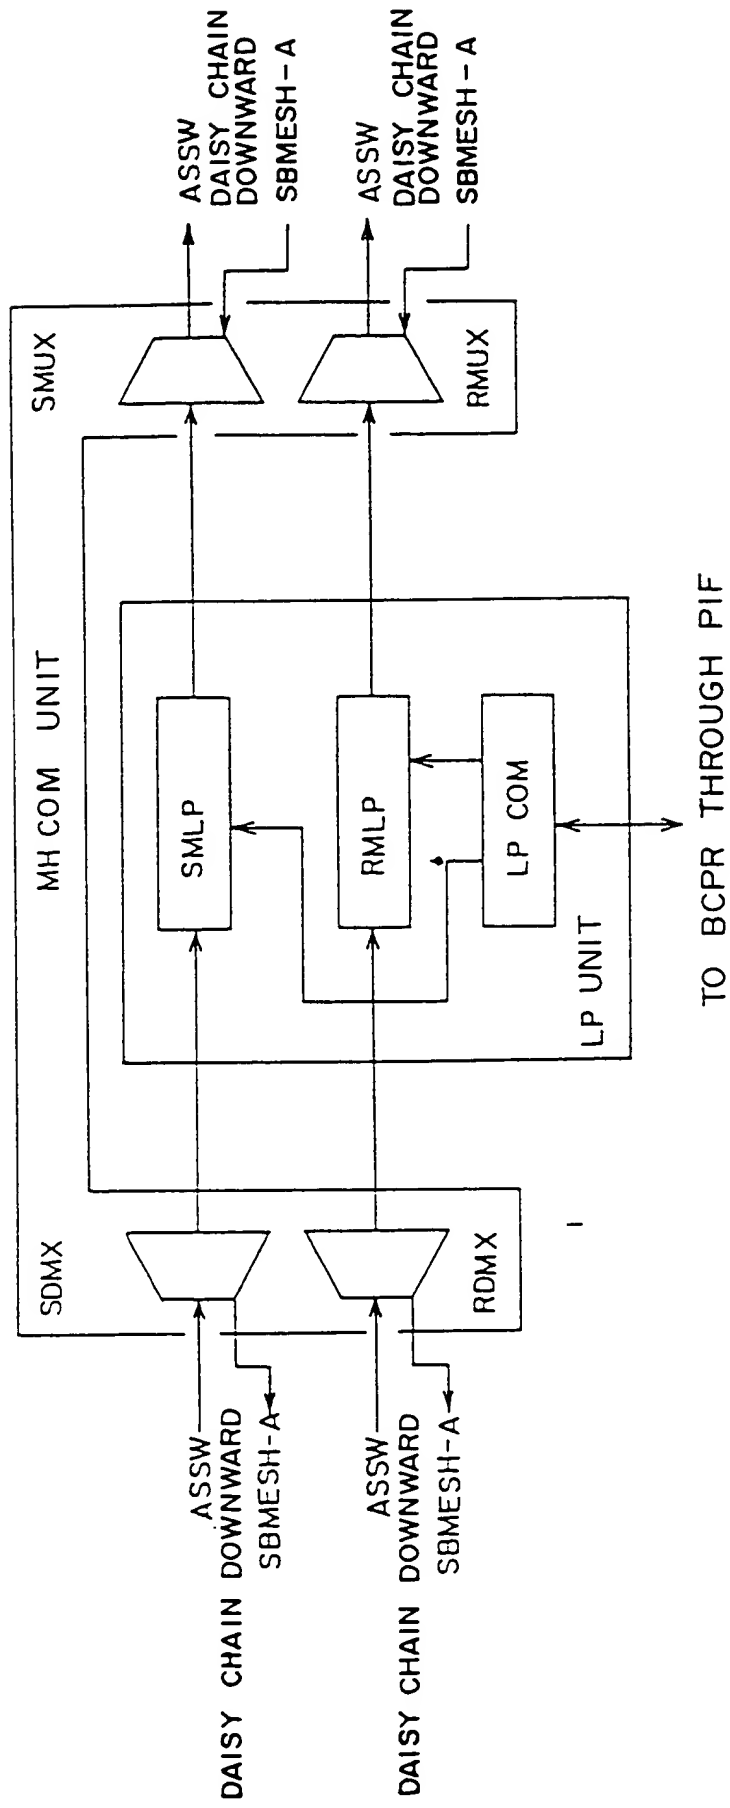 MH COM UNIT
SDMX
SMUX
ASSW
DAISY CHAIN DOWNWARD
SBMESH-A
SMLP
ASSW
DAISY CHAIN
DOWNWARD
SBMESH-A
ASSW
DAISY CHAIN DOWNWARD
SBMESH-A
RMLP
ASSW
DAISY CHAIN
DOWNWARD
SBMESH-A
RDMX
RMUX
LP COM
LP UNIT
TO BCPR THROUGH PIF